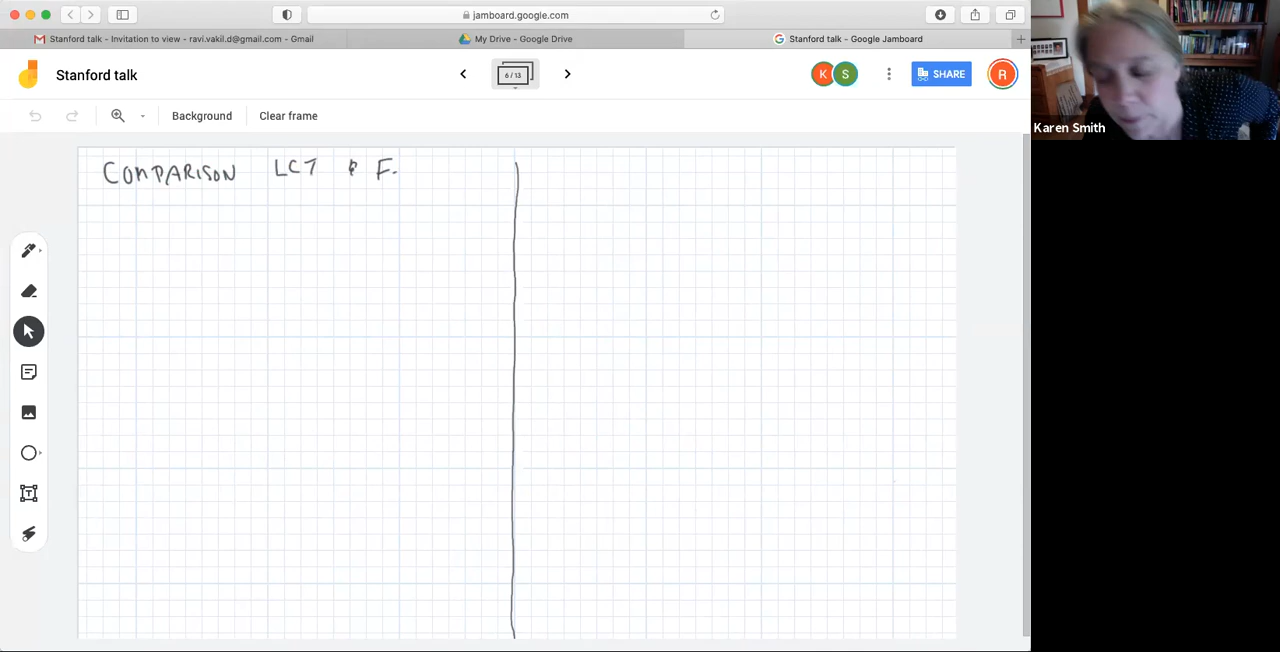 jamboard.google.com
Stanford talk - Invitation to view - ravi.vakil.d@gmail.com - Gmail
My Drive - Google Drive
Stanford talk - Google Jamboard
Stanford talk
6 / 13
K
S
SHARE
R
Background
Clear frame
Karen Smith
COMPARISON LCT & F.